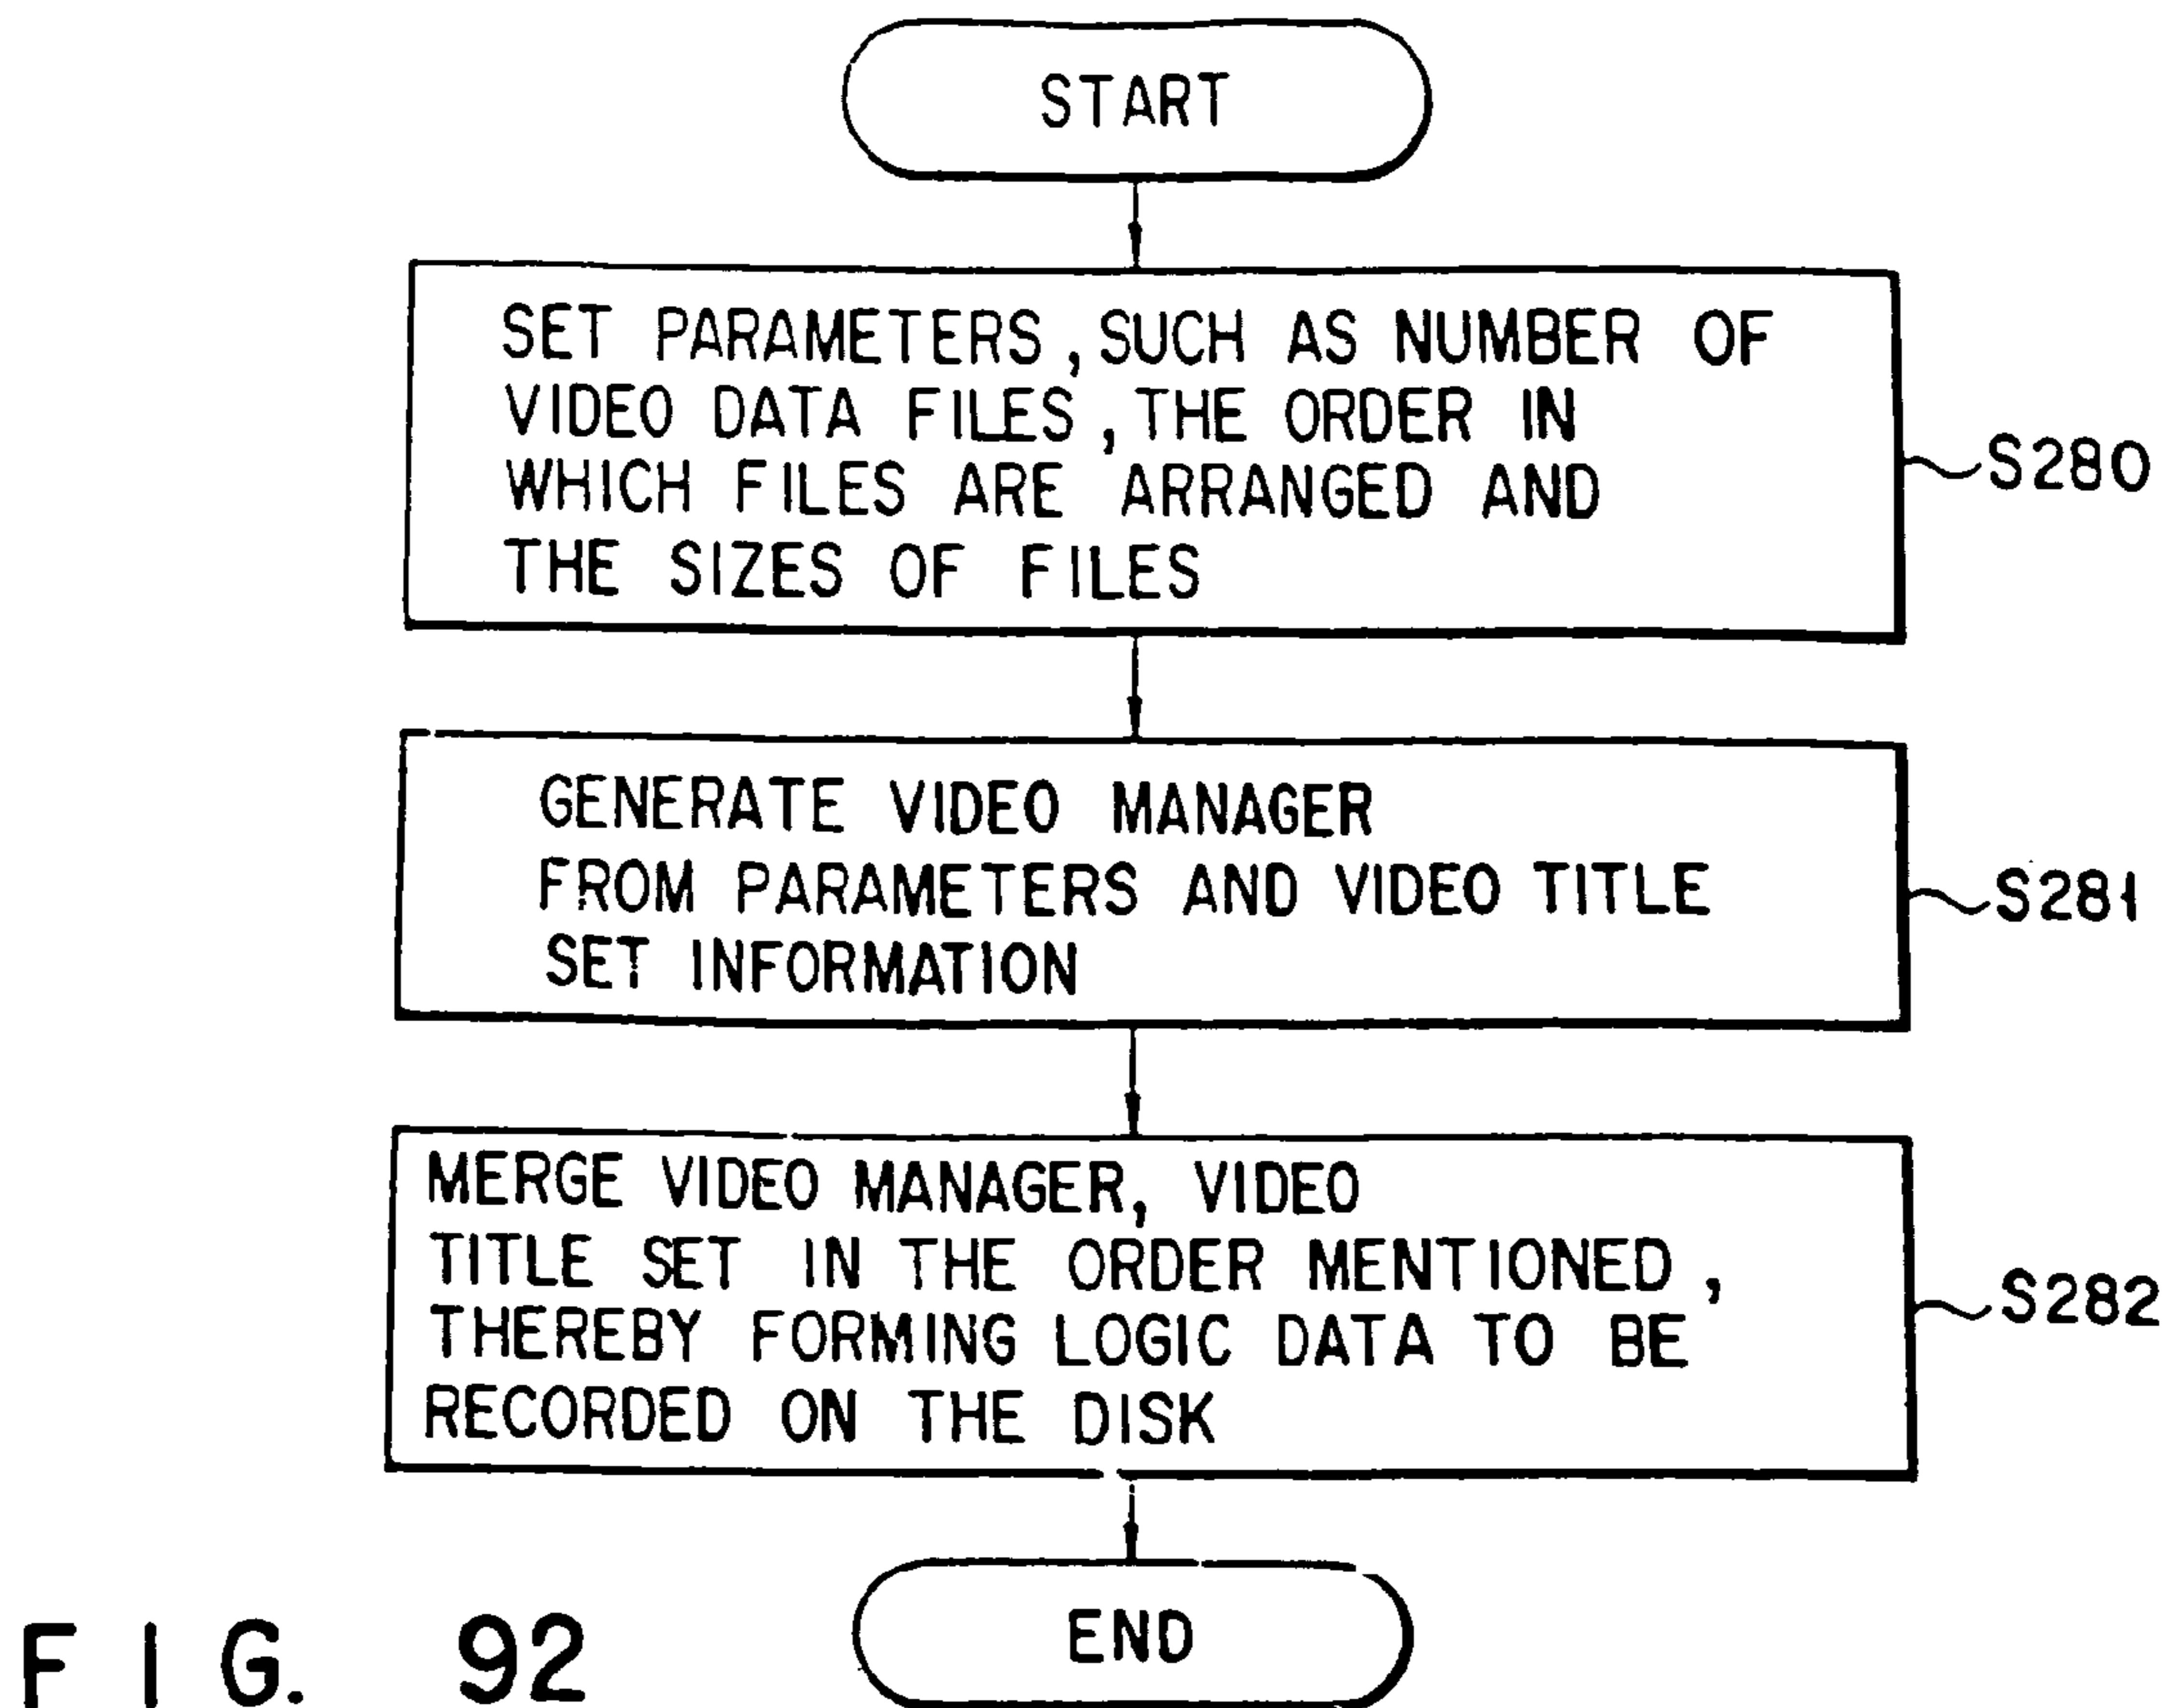 START
SET PARAMETERS, SUCH AS NUMBER OF
VIDEO DATA FILES, THE ORDER IN
WHICH FILES ARE ARRANGED AND
THE SIZES OF FILES
S280
GENERATE VIDEO MANAGER
FROM PARAMETERS AND VIDEO TITLE
SET INFORMATION
S281
MERGE VIDEO MANAGER, VIDEO
TITLE SET IN THE ORDER MENTIONED,
THEREBY FORMING LOGIC DATA TO BE
RECORDED ON THE DISK
S282
END
FIG. 92